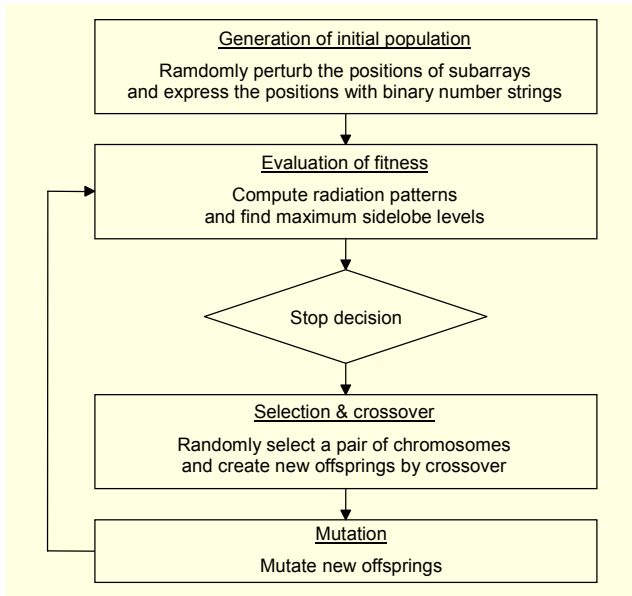 Generation of initial population
Ramdomly perturb the positions of subarrays
and express the positions with binary number strings
Evaluation of fitness
Compute radiation patterns
and find maximum sidelobe levels
Stop decision
Selection & crossover
Randomly select a pair of chromosomes
and create new offsprings by crossover
Mutation
Mutate new offsprings